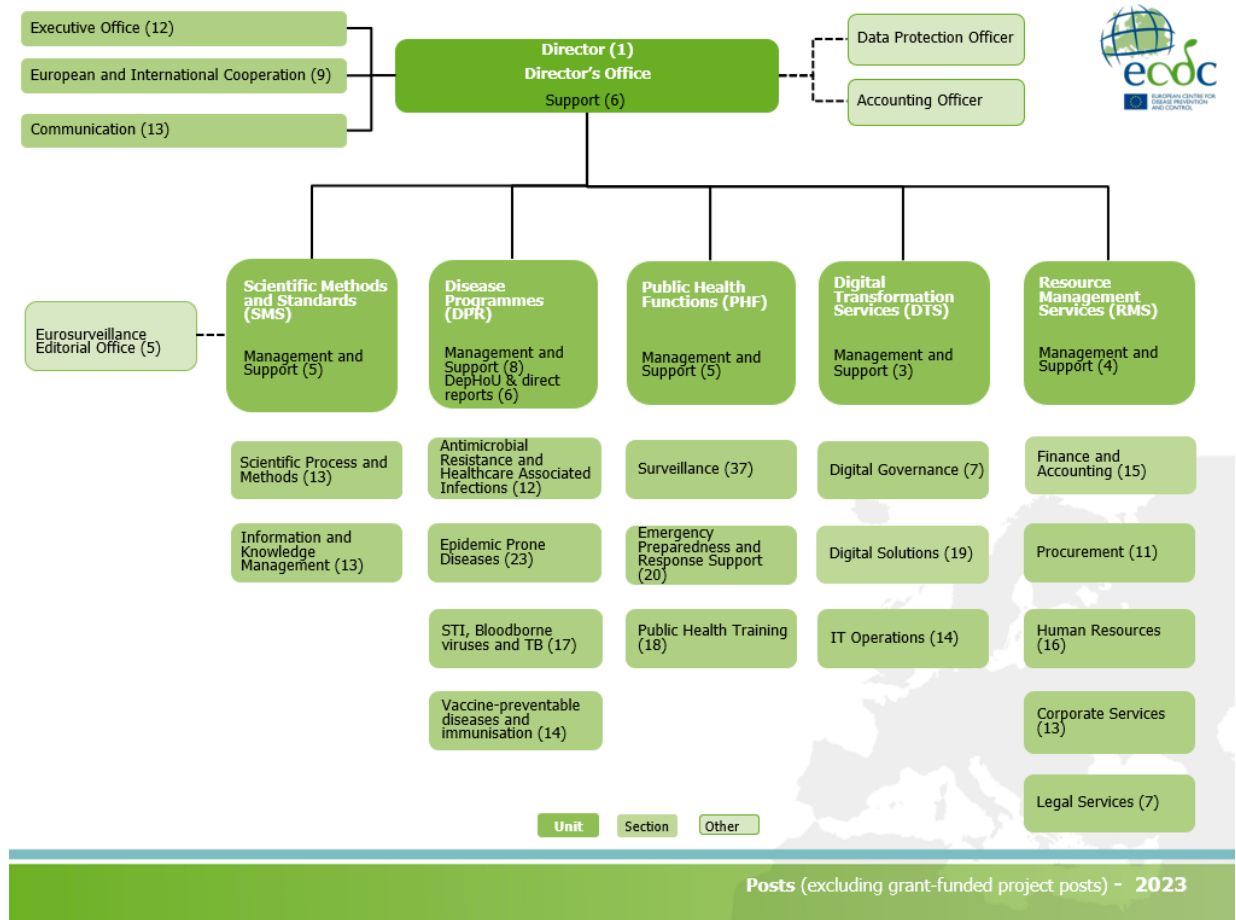 Executive Office (12)
European and International Cooperation (9)
Communication (13)
Director (1)
Director's Office
Support (6)
Data Protection Officer
Accounting Officer
ecdc
EUROPEAN CENTRE FOR
DISEASE PREVENTION
AND CONTROL
Eurosurveillance
Editorial Office (5)
Scientific Methods
and Standards
(SMS)
Management and
Support (5)
Disease
Programmes
(DPR)
Management and
Support (8)
DepHoU & direct
reports (6)
Public Health
Functions (PHF)
Management and
Support (5)
Digital
Transformation
Services (DTS)
Management and
Support (3)
Resource
Management
Services (RMS)
Management and
Support (4)
Scientific Process and
Methods (13)
Information and
Knowledge
Management (13)
Antimicrobial
Resistance and
Healthcare Associated
Infections (12)
Epidemic Prone
Diseases (23)
STI, Bloodborne
viruses and TB (17)
Vaccine-preventable
diseases and
immunisation (14)
Surveillance (37)
Emergency
Preparedness and
Response Support
(20)
Public Health Training
(18)
Digital Governance (7)
Digital Solutions (19)
IT Operations (14)
Finance and
Accounting (15)
Procurement (11)
Human Resources
(16)
Corporate Services
(13)
Legal Services (7)
Unit
Section
Other
Posts (excluding grant-funded project posts) - 2023